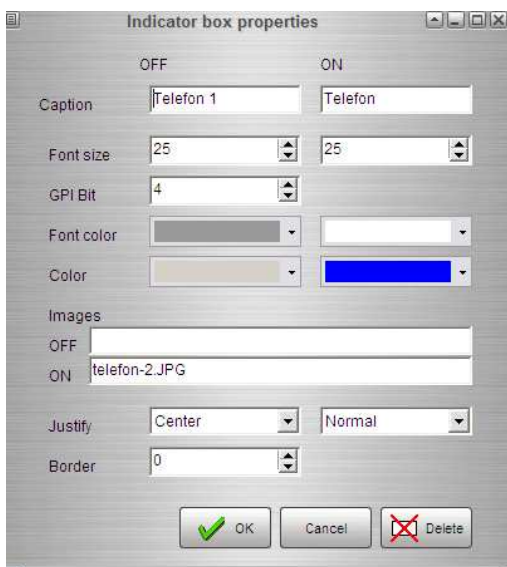 Indicator box properties
OFF ON
Caption Telefon 1 Telefon
Font size 25 25
GPI Bit 4
Font color
Color
Images
OFF
ON telefon-2.JPG
Justify Center Normal
Border 0
OK Cancel Delete